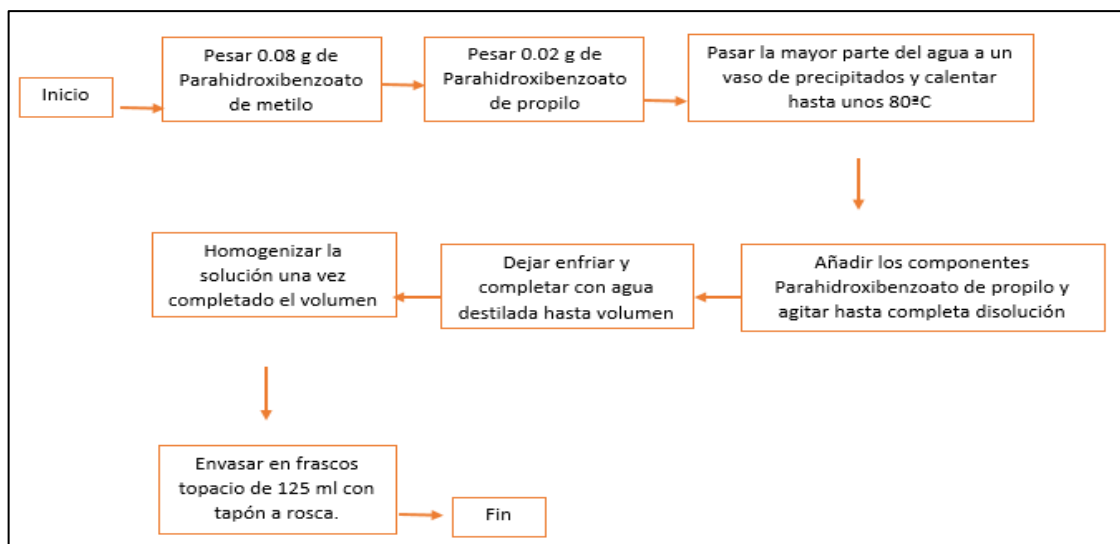 Inicio
Pesar 0.08 g de
Parahidroxibenzoato
de metilo
Pesar 0.02 g de
Parahidroxibenzoato
de propilo
Pasar la mayor parte del agua a un
vaso de precipitados y calentar
hasta unos 80ªC
Añadir los componentes
Parahidroxibenzoato de propilo y
agitar hasta completa disolución
Dejar enfriar y
completar con agua
destilada hasta volumen
Homogenizar la
solución una vez
completado el volumen
Envasar en frascos
topacio de 125 ml con
tapón a rosca.
Fin